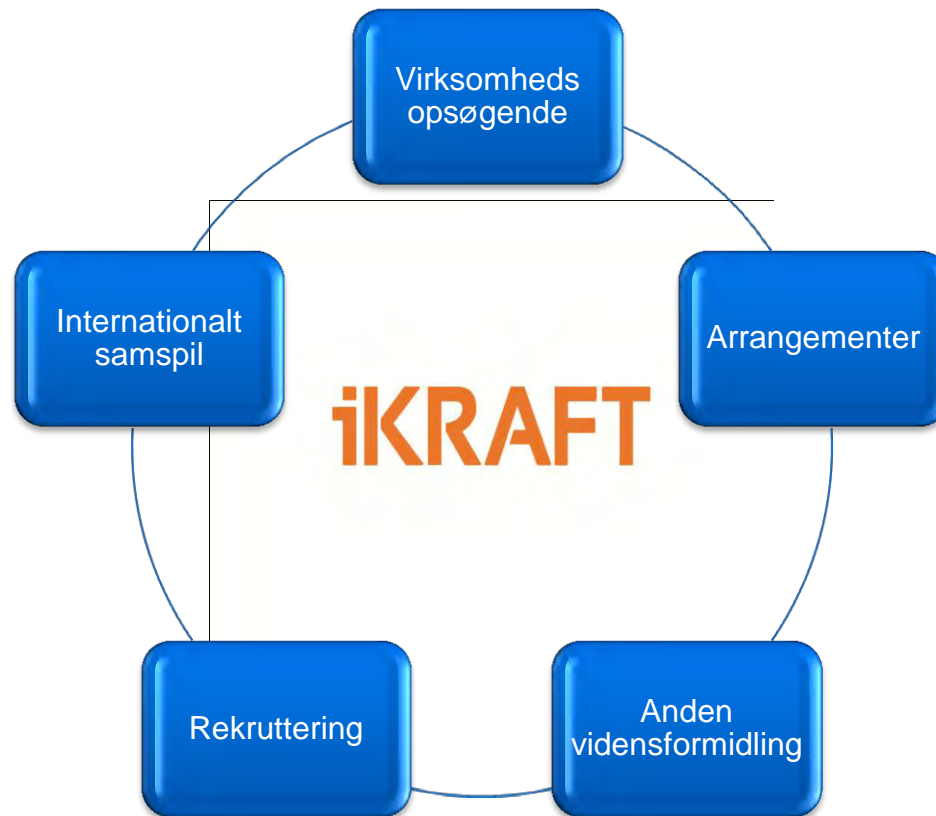 Virksomheds
opsøgende
Internationalt
samspil
Arrangementer
iKRAFT
Rekruttering
Anden
vidensformidling